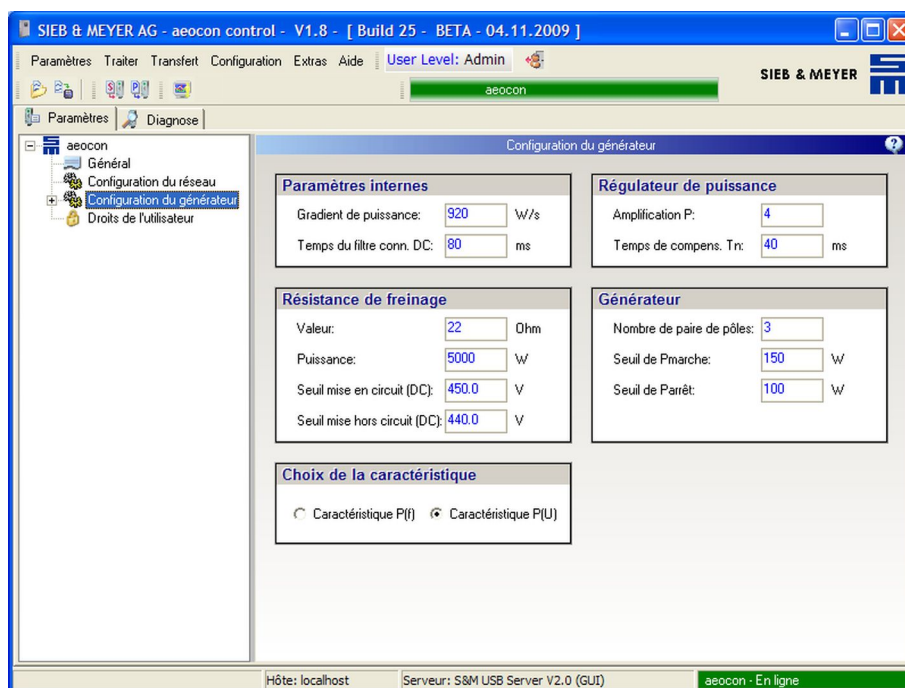 SIEB & MEYER AG - aeocon control - V1.8 - [ Build 25 - BETA - 04.11.2009 ]
Paramètres Traiter Transfert Configuration Extras Aide User Level: Admin
SIEB & MEYER
aeocon
Paramètres Diagnose
aeocon
Général
Configuration du réseau
Configuration du générateur
Droits de l'utilisateur
Configuration du générateur
Paramètres internes
Gradient de puissance: 920 W/s
Temps du filtre conn. DC: 80 ms
Régulateur de puissance
Amplification P: 4
Temps de compens. Tn: 40 ms
Résistance de freinage
Valeur: 22 Ohm
Puissance: 5000 W
Seuil mise en circuit (DC): 450.0 V
Seuil mise hors circuit (DC): 440.0 V
Générateur
Nombre de paire de pôles: 3
Seuil de Pmarche: 150 W
Seuil de Parrêt: 100 W
Choix de la caractéristique
Caractéristique P(f) Caractéristique P(U)
Hôte: localhost Serveur: S&M USB Server V2.0 (GUI) aeocon - En ligne